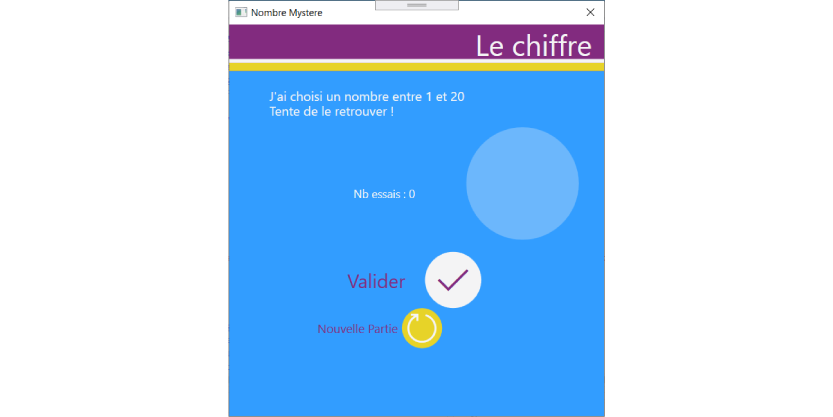 Nombre Mystere
Le chiffre
J'ai choisi un nombre entre 1 et 20
Tente de le retrouver !
Nb essais : 0
Valider
Nouvelle Partie